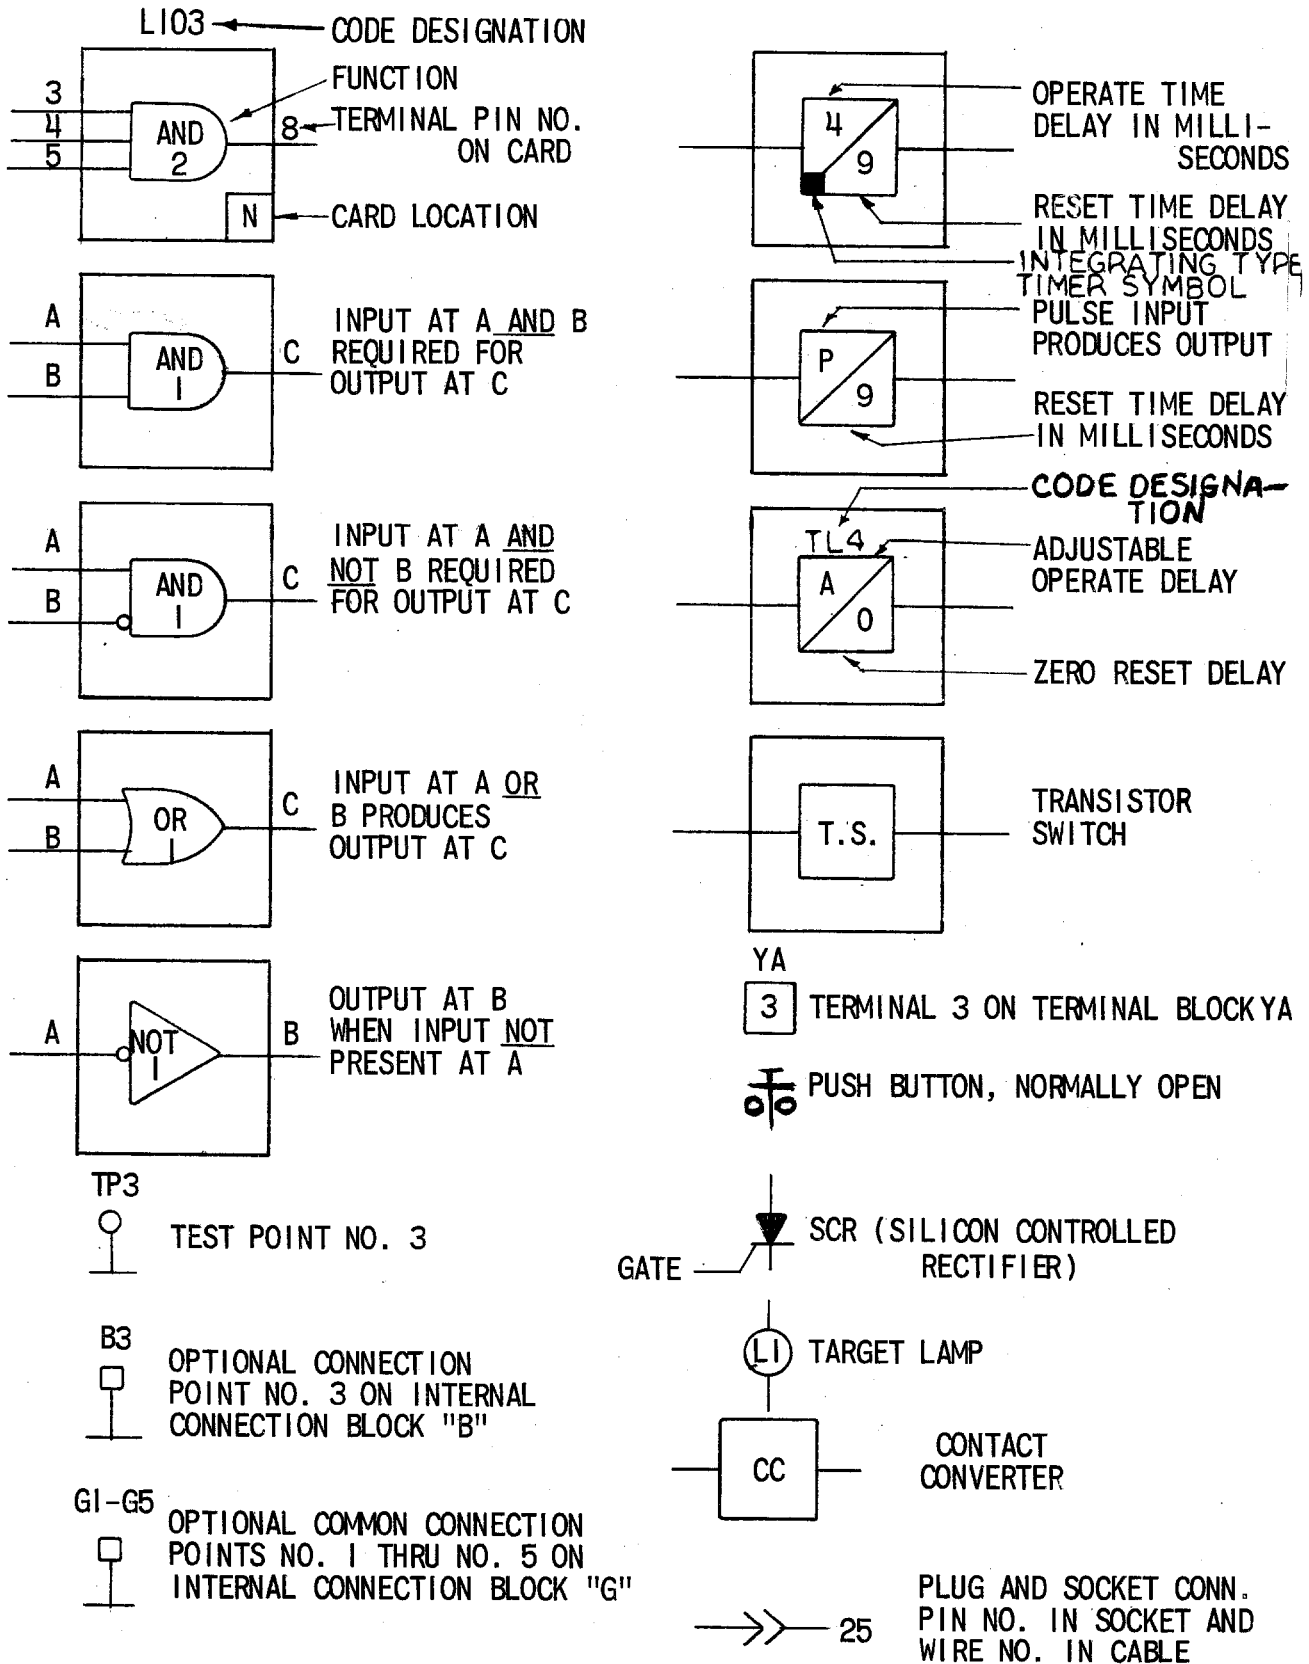 L103
CODE DESIGNATION
FUNCTION
3
4
5
AND
2
8
TERMINAL PIN NO.
ON CARD
N
CARD LOCATION
A
B
AND
1
C
INPUT AT A AND B
REQUIRED FOR
OUTPUT AT C
A
B
AND
1
C
INPUT AT A AND
NOT B REQUIRED
FOR OUTPUT AT C
A
B
OR
1
C
INPUT AT A OR
B PRODUCES
OUTPUT AT C
A
NOT
1
B
OUTPUT AT B
WHEN INPUT NOT
PRESENT AT A
TP3
TEST POINT NO. 3
B3
OPTIONAL CONNECTION
POINT NO. 3 ON INTERNAL
CONNECTION BLOCK "B"
G1-G5
OPTIONAL COMMON CONNECTION
POINTS NO. 1 THRU NO. 5 ON
INTERNAL CONNECTION BLOCK "G"
4
9
OPERATE TIME
DELAY IN MILLI-
SECONDS
RESET TIME DELAY
IN MILLISECONDS
INTEGRATING TYPE
TIMER SYMBOL
P
9
PULSE INPUT
PRODUCES OUTPUT
RESET TIME DELAY
IN MILLISECONDS
CODE DESIGNA-
TION
TL4
A
0
ADJUSTABLE
OPERATE DELAY
ZERO RESET DELAY
T.S.
TRANSISTOR
SWITCH
YA
3
TERMINAL 3 ON TERMINAL BLOCK YA
PUSH BUTTON, NORMALLY OPEN
GATE
SCR (SILICON CONTROLLED
RECTIFIER)
L1
TARGET LAMP
CC
CONTACT
CONVERTER
25
PLUG AND SOCKET CONN.
PIN NO. IN SOCKET AND
WIRE NO. IN CABLE